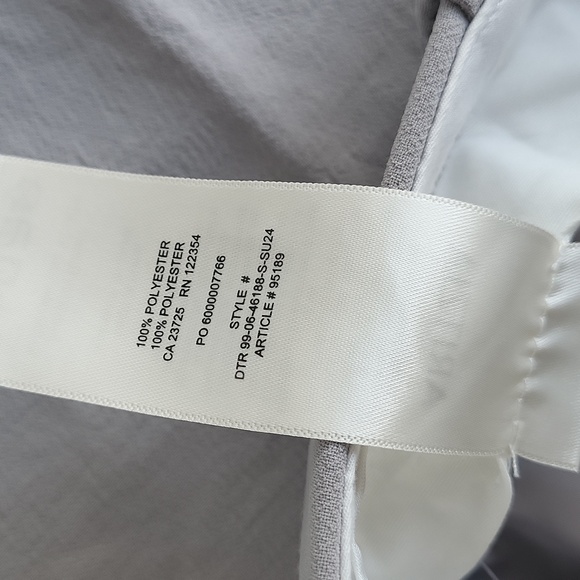 100% POLYESTER
100% POLYESTER
CA 23725 RN 122354
PO 6000007766
STYLE #
DTR 99-06-46188-S-SU24
ARTICLE # 95189